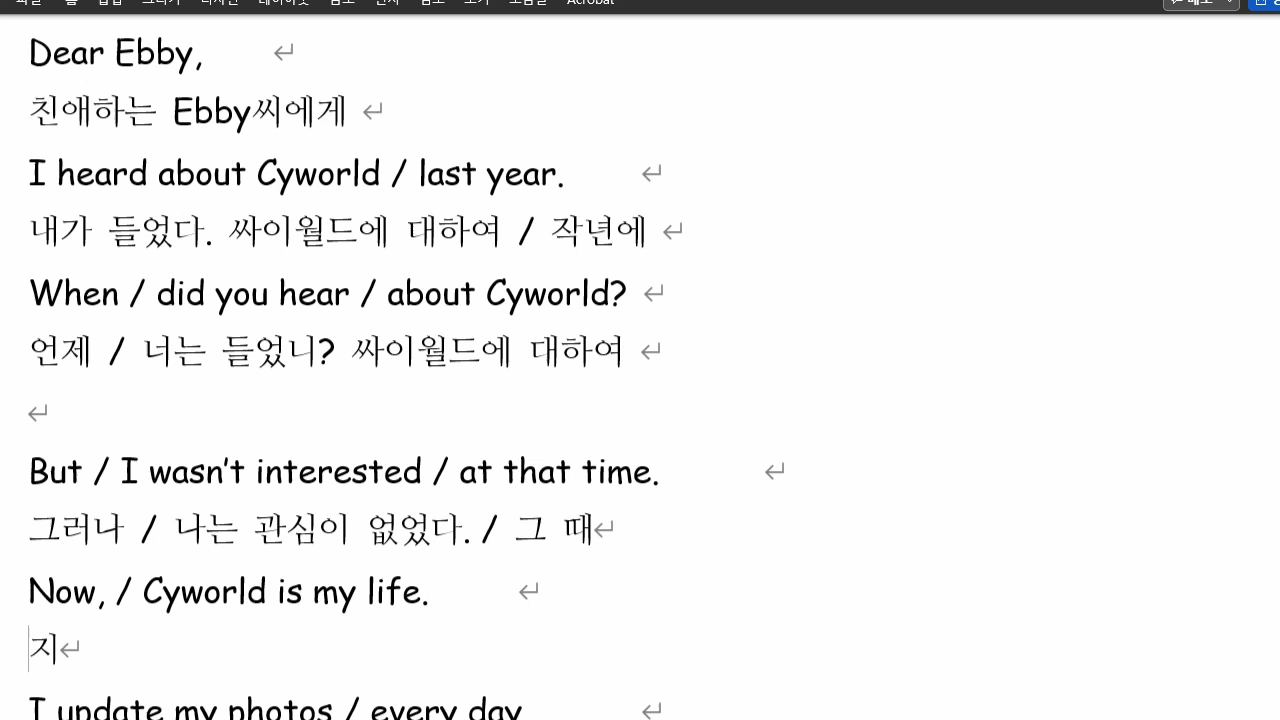 Acrobat
Dear Ebby,
친애하는 Ebby씨에게
I heard about Cyworld / last year.
내가 들었다. 싸이월드에 대하여 / 작년에
When / did you hear / about Cyworld?
언제 / 너는 들었니? 싸이월드에 대하여
But / I wasn't interested / at that time.
그러나 / 나는 관심이 없었다. / 그 때
Now, / Cyworld is my life.
지
I update my photos / every day